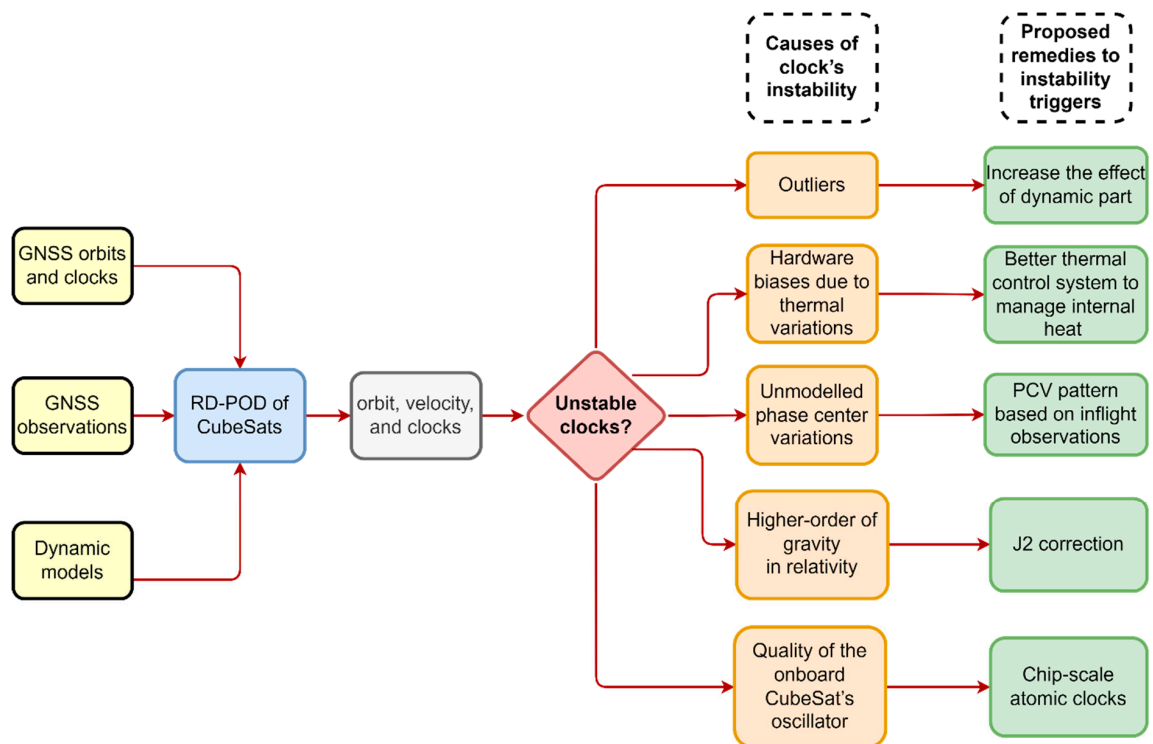 Causes of
clock's
instability
Proposed
remedies to
instability
triggers
GNSS orbits
and clocks
GNSS
observations
Dynamic
models
RD-POD of
CubeSats
orbit, velocity,
and clocks
Unstable
clocks?
Outliers
Increase the effect
of dynamic part
Hardware
biases due to
thermal
variations
Better thermal
control system to
manage internal
heat
Unmodelled
phase center
variations
PCV pattern
based on inflight
observations
Higher-order of
gravity
in relativity
J2 correction
Quality of the
onboard
CubeSat's
oscillator
Chip-scale
atomic clocks